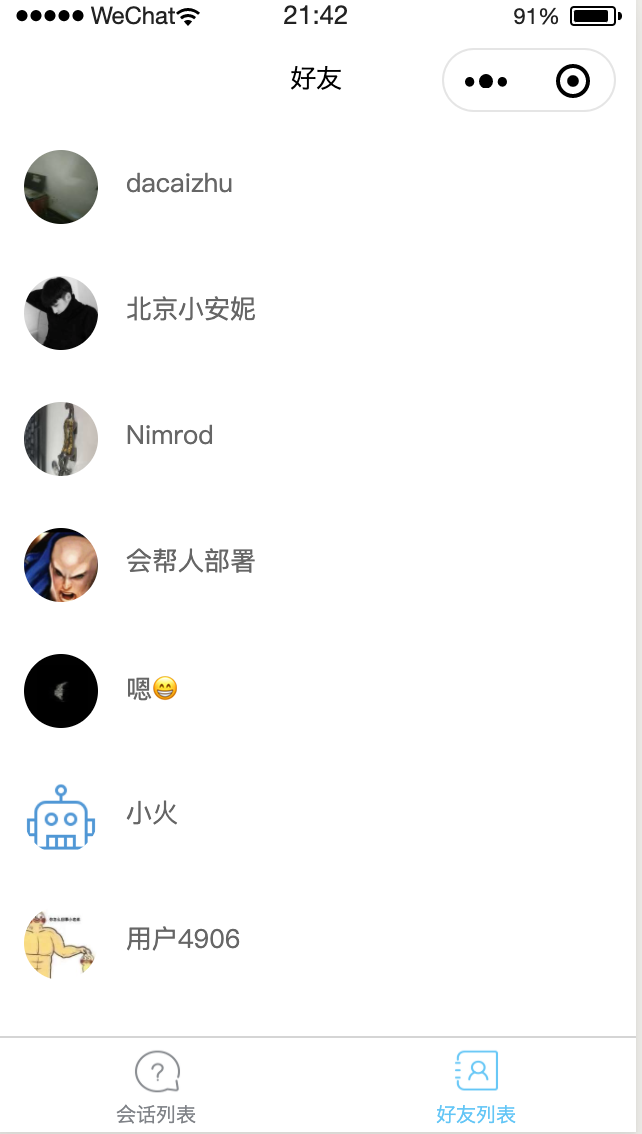 WeChat 21:42 91%
好友
dacaizhu
北京小安妮
Nimrod
会帮人部署
嗯😁
小火
用户4906
会话列表 好友列表